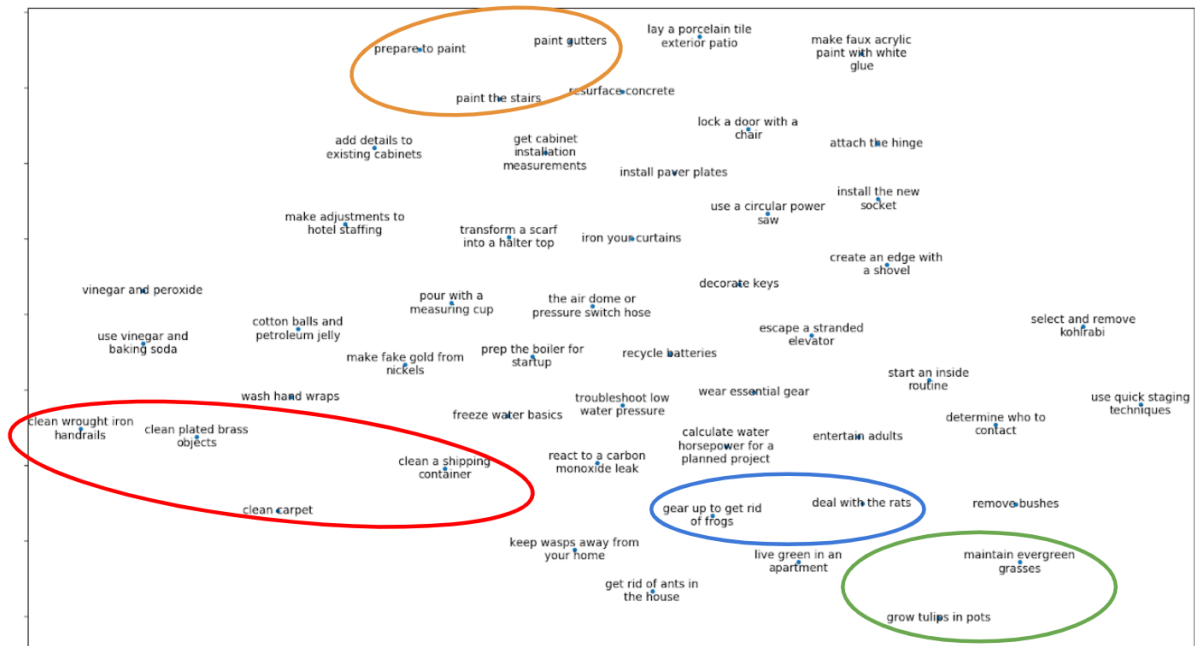 lay a porcelain tile
exterior patio
paint gutters
prepare to paint
make faux acrylic
paint with white
glue
resurface concrete
paint the stairs
lock a door with a
chair
add details to
existing cabinets
get cabinet
installation
measurements
attach the hinge
install paver plates
install the new
socket
use a circular power
saw
make adjustments to
hotel staffing
transform a scarf
into a halter top
iron your curtains
create an edge with
a shovel
vinegar and peroxide
decorate keys
pour with a
measuring cup
the air dome or
pressure switch hose
cotton balls and
petroleum jelly
select and remove
kohlrabi
escape a stranded
elevator
use vinegar and
baking soda
make fake gold from
nickels
prep the boiler for
startup
recycle batteries
start an inside
routine
wash hand wraps
wear essential gear
use quick staging
techniques
troubleshoot low
water pressure
freeze water basics
determine who to
contact
clean wrought iron
handrails
clean plated brass
objects
calculate water
horsepower for a
planned project
entertain adults
clean a shipping
container
react to a carbon
monoxide leak
gear up to get rid
of frogs
deal with the rats
remove bushes
clean carpet
keep wasps away from
your home
live green in an
apartment
maintain evergreen
grasses
get rid of ants in
the house
grow tulips in pots